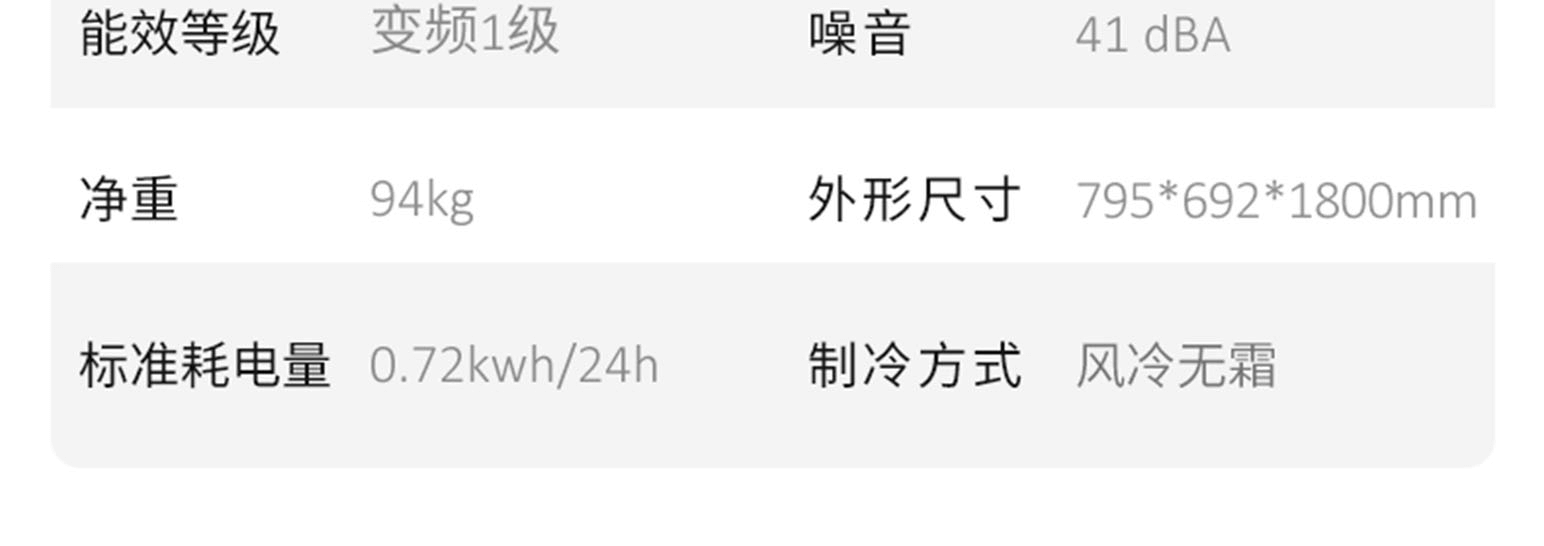 能效等级 变频1级 噪音 41 dBA
净重 94kg 外形尺寸 795*692*1800mm
标准耗电量 0.72kwh/24h 制冷方式 风冷无霜